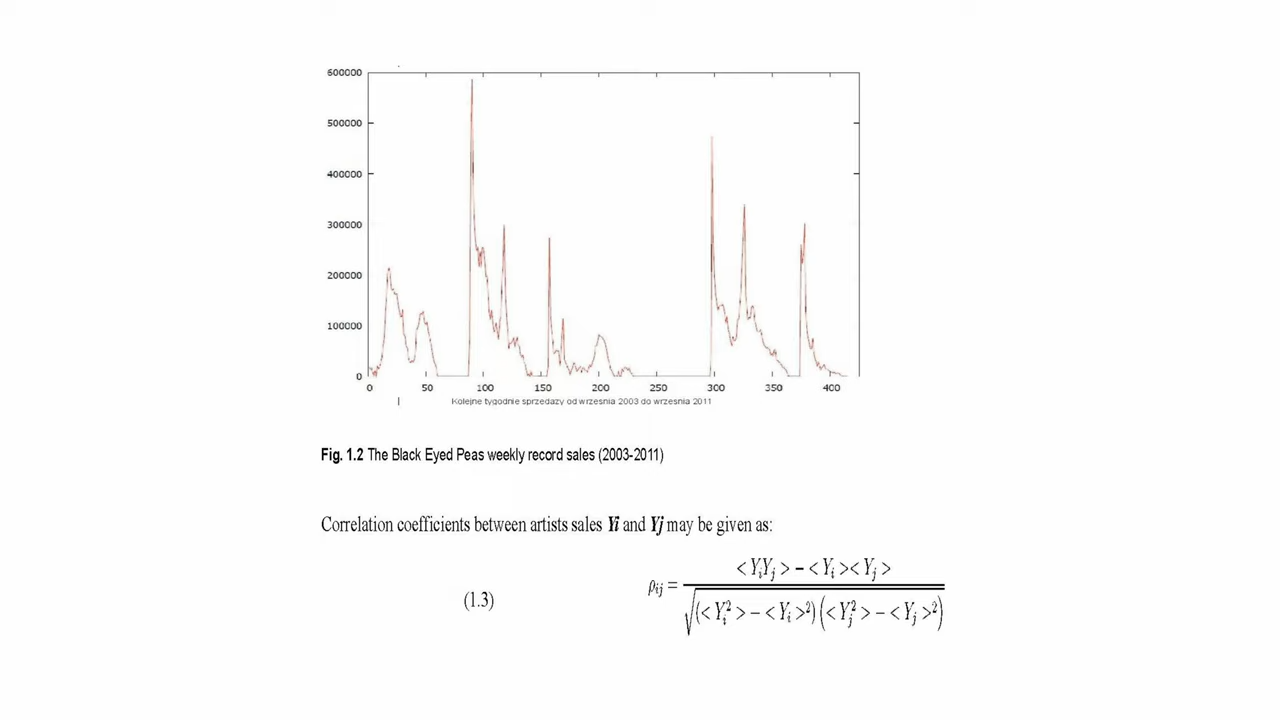 600000
500000
400000
300000
200000
100000
0
0 50 100 150 200 250 300 350 400
Kolejne tygodnie sprzedazy od wrzesnia 2003 do wrzesnia 2011
Fig. 1.2 The Black Eyed Peas weekly record sales (2003-2011)
Correlation coefficients between artists sales Yi and Yj may be given as:
(1.3) ρij = <YiYj> − <Yi><Yj> / √(<Yi²> − <Yi>²)(<Yj²> − <Yj>²)